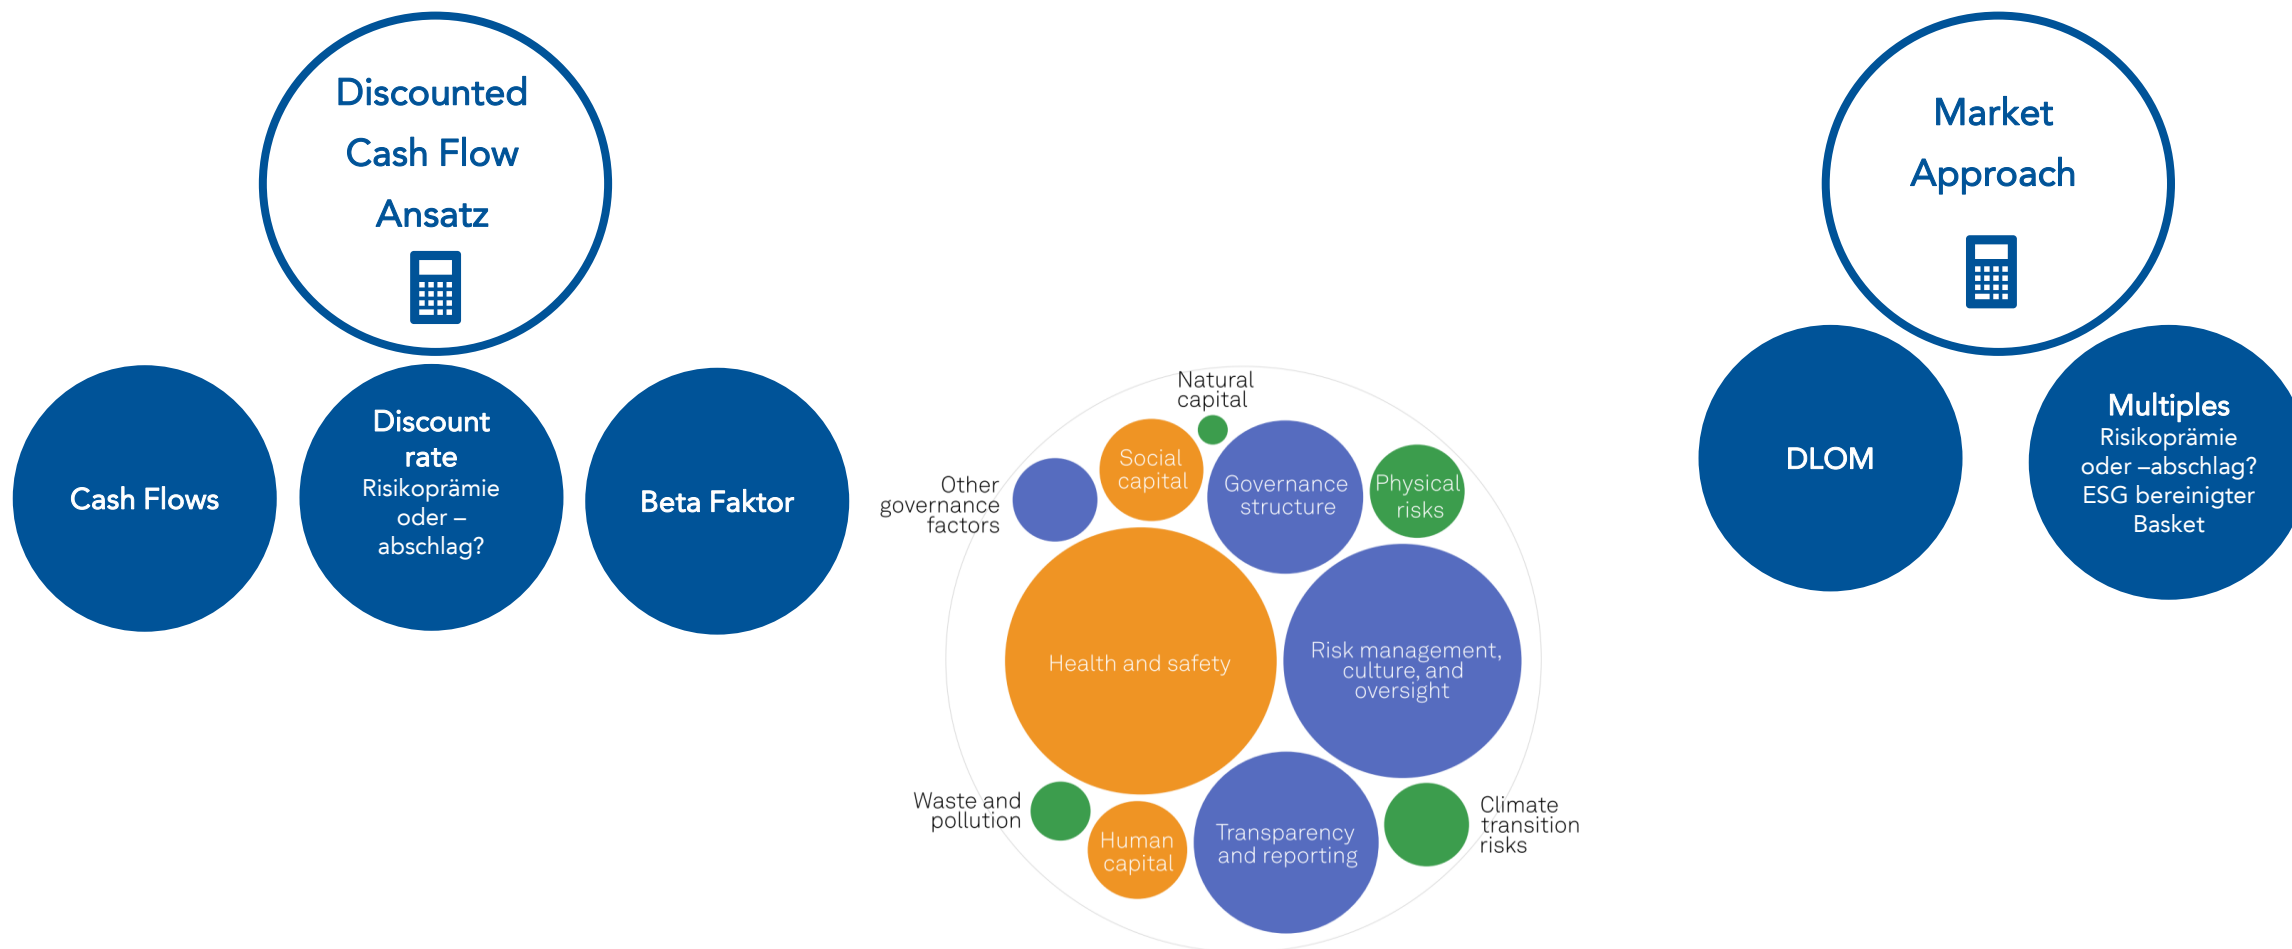 Discounted
Cash Flow
Ansatz
Cash Flows
Discount
rate
Risikoprämie
oder –
abschlag?
Beta Faktor
Natural
capital
Social
capital
Other
governance
factors
Governance
structure
Physical
risks
Health and safety
Risk management,
culture, and
oversight
Waste and
pollution
Human
capital
Transparency
and reporting
Climate
transition
risks
Market
Approach
DLOM
Multiples
Risikoprämie
oder –abschlag?
ESG bereinigter
Basket